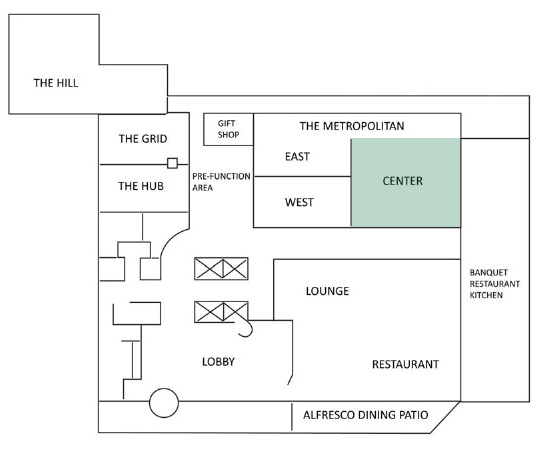 THE HILL
THE GRID
THE HUB
GIFT
SHOP
PRE-FUNCTION
AREA
THE METROPOLITAN
EAST
WEST
CENTER
BANQUET
RESTAURANT
KITCHEN
LOUNGE
LOBBY
RESTAURANT
ALFRESCO DINING PATIO